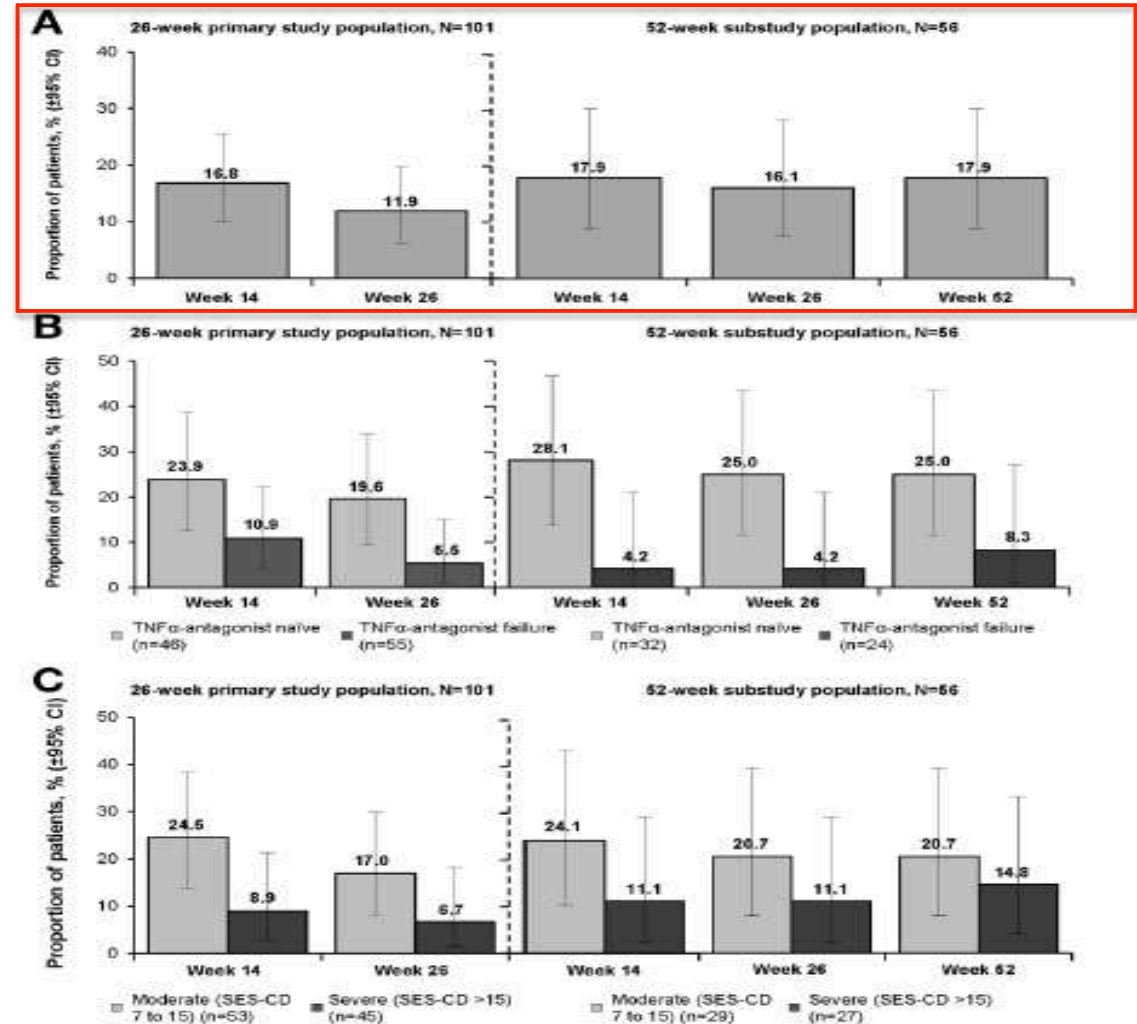 A
26-week primary study population, N=101 52-week substudy population, N=56
Proportion of patients, % (±95% CI)
40
30
20
10
0
16.8 11.9 17.9 16.1 17.9
Week 14 Week 26 Week 14 Week 26 Week 52
B
26-week primary study population, N=101 52-week substudy population, N=56
Proportion of patients, % (±95% CI)
50
40
30
20
10
0
23.9 10.9 19.6 5.5 28.1 4.2 25.0 4.2 25.0 8.3
Week 14 Week 26 Week 14 Week 26 Week 52
TNFα-antagonist naïve TNFα-antagonist failure TNFα-antagonist naïve TNFα-antagonist failure
(n=46) (n=55) (n=32) (n=24)
C
26-week primary study population, N=101 52-week substudy population, N=56
Proportion of patients, % (±95% CI)
50
40
30
20
10
0
24.5 8.9 17.0 6.7 24.1 11.1 20.7 11.1 20.7 14.8
Week 14 Week 26 Week 14 Week 26 Week 52
Moderate (SES-CD Severe (SES-CD >15) Moderate (SES-CD Severe (SES-CD >15)
7 to 15) (n=53) (n=45) 7 to 15) (n=29) (n=27)